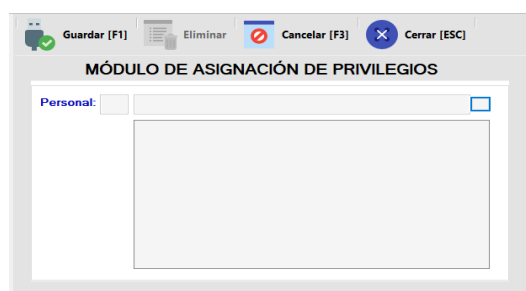 Guardar [F1] Eliminar Cancelar [F3] Cerrar [ESC]
MÓDULO DE ASIGNACIÓN DE PRIVILEGIOS
Personal: